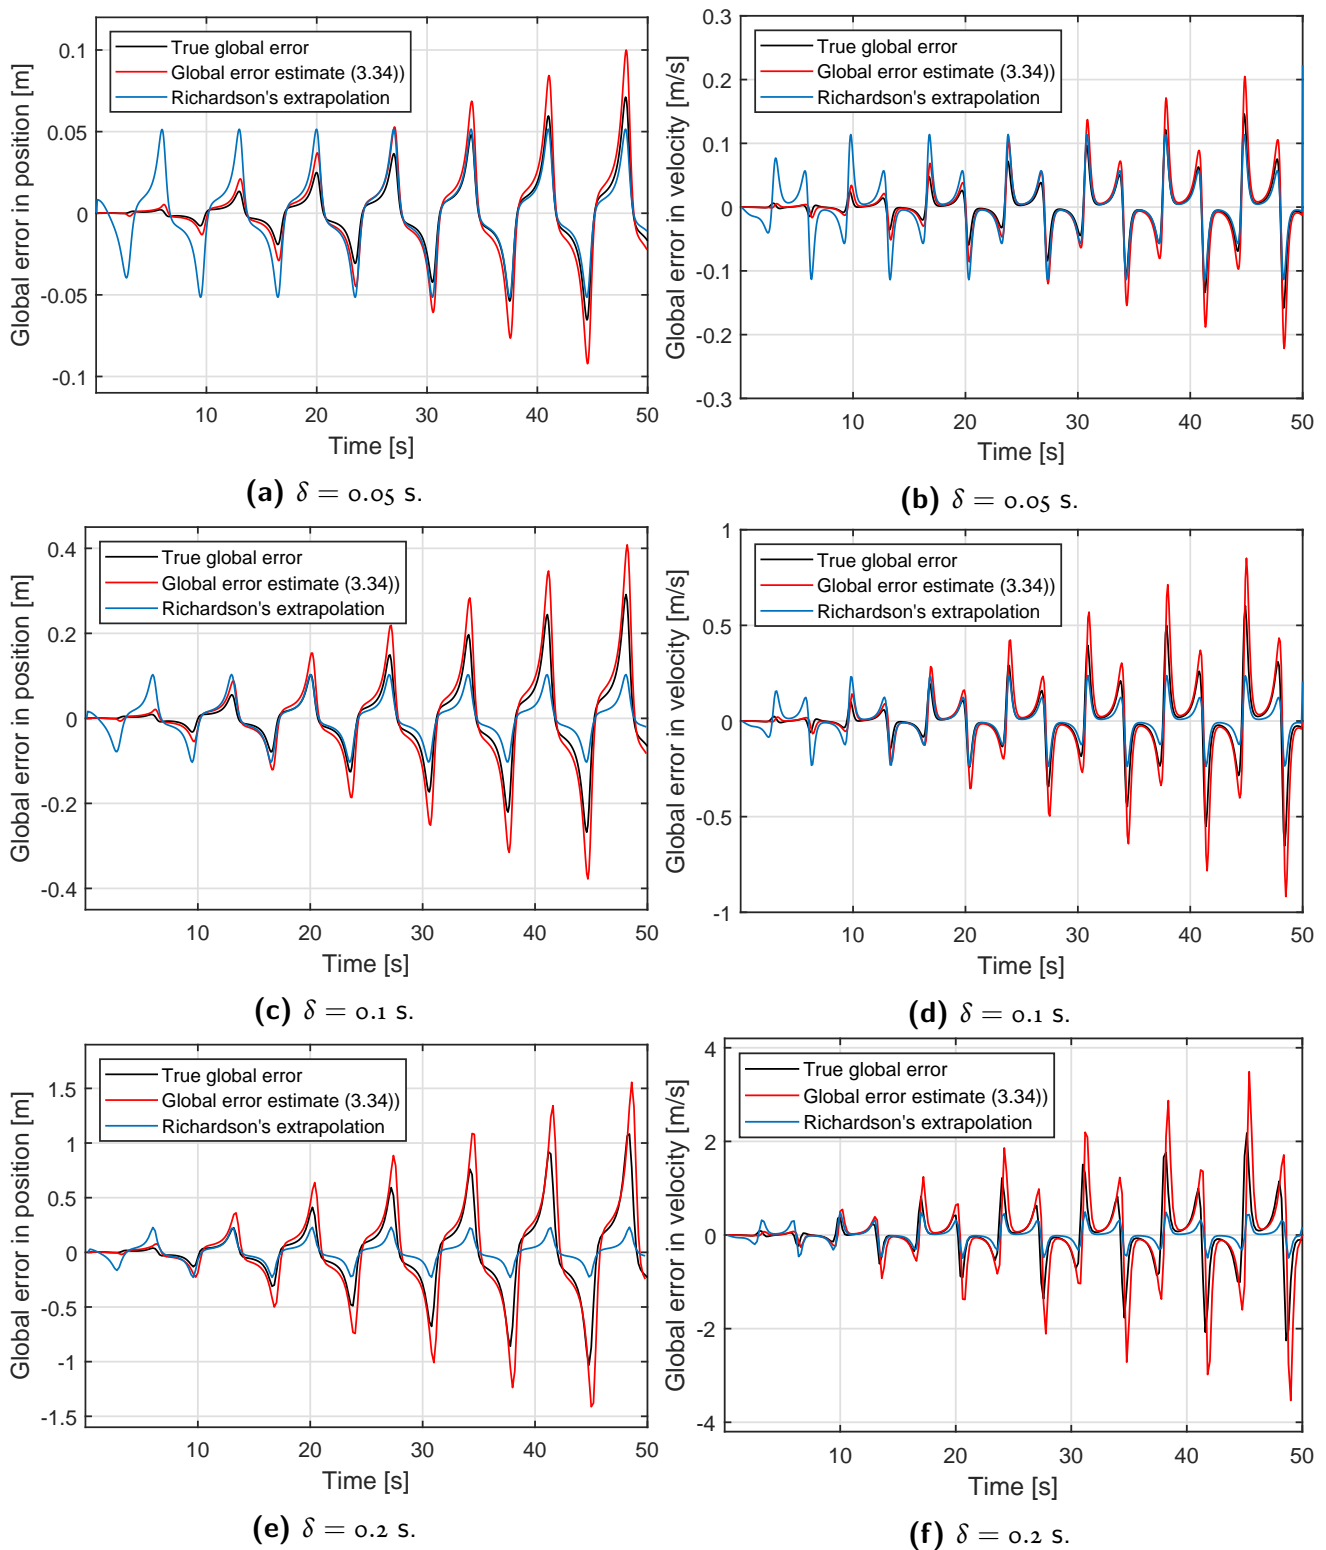 True global error
Global error estimate (3.34))
Richardson's extrapolation
Global error in position [m]
0.1
0.05
0
-0.05
-0.1
10 20 30 40 50
Time [s]
(a) δ = 0.05 s.
True global error
Global error estimate (3.34))
Richardson's extrapolation
Global error in velocity [m/s]
0.3
0.2
0.1
0
-0.1
-0.2
-0.3
10 20 30 40 50
Time [s]
(b) δ = 0.05 s.
True global error
Global error estimate (3.34))
Richardson's extrapolation
Global error in position [m]
0.4
0.2
0
-0.2
-0.4
10 20 30 40 50
Time [s]
(c) δ = 0.1 s.
True global error
Global error estimate (3.34))
Richardson's extrapolation
Global error in velocity [m/s]
1
0.5
0
-0.5
-1
10 20 30 40 50
Time [s]
(d) δ = 0.1 s.
True global error
Global error estimate (3.34))
Richardson's extrapolation
Global error in position [m]
1.5
1
0.5
0
-0.5
-1
-1.5
10 20 30 40 50
Time [s]
(e) δ = 0.2 s.
True global error
Global error estimate (3.34))
Richardson's extrapolation
Global error in velocity [m/s]
4
2
0
-2
-4
10 20 30 40 50
Time [s]
(f) δ = 0.2 s.